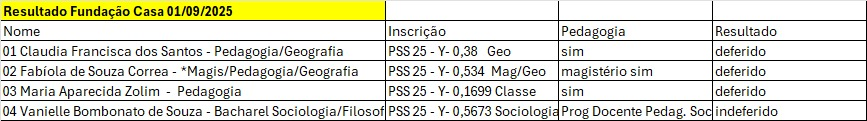 Resultado Fundação Casa 01/09/2025
Nome Inscrição Pedagogia Resultado
01 Claudia Francisca dos Santos - Pedagogia/Geografia PSS 25 - Y- 0,38 Geo sim deferido
02 Fabíola de Souza Correa - *Magis/Pedagogia/Geografia PSS 25 - Y- 0,534 Mag/Geo magistério sim deferido
03 Maria Aparecida Zolim - Pedagogia PSS 25 - Y- 0,1699 Classe sim deferido
04 Vanielle Bombonato de Souza - Bacharel Sociologia/Filosof PSS 25 - Y- 0,5673 Sociologia Prog Docente Pedag. Soc indeferido